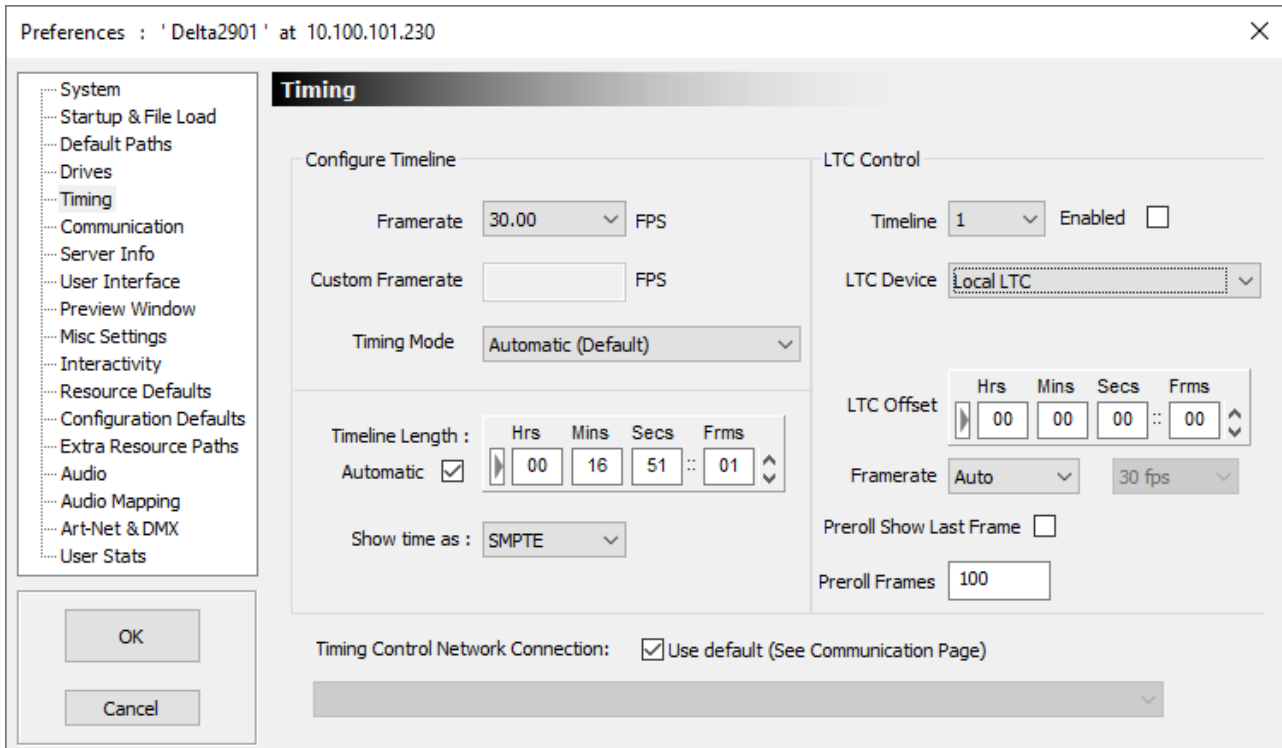 Preferences : 'Delta2901' at 10.100.101.230
System
Startup & File Load
Default Paths
Drives
Timing
Communication
Server Info
User Interface
Preview Window
Misc Settings
Interactivity
Resource Defaults
Configuration Defaults
Extra Resource Paths
Audio
Audio Mapping
Art-Net & DMX
User Stats
OK
Cancel
Timing
Configure Timeline
Framerate 30.00 FPS
Custom Framerate FPS
Timing Mode Automatic (Default)
Timeline Length :
Automatic
Hrs Mins Secs Frms
00 16 51 :: 01
Show time as : SMPTE
LTC Control
Timeline 1 Enabled
LTC Device Local LTC
LTC Offset
Hrs Mins Secs Frms
00 00 00 :: 00
Framerate Auto 30 fps
Preroll Show Last Frame
Preroll Frames 100
Timing Control Network Connection: Use default (See Communication Page)